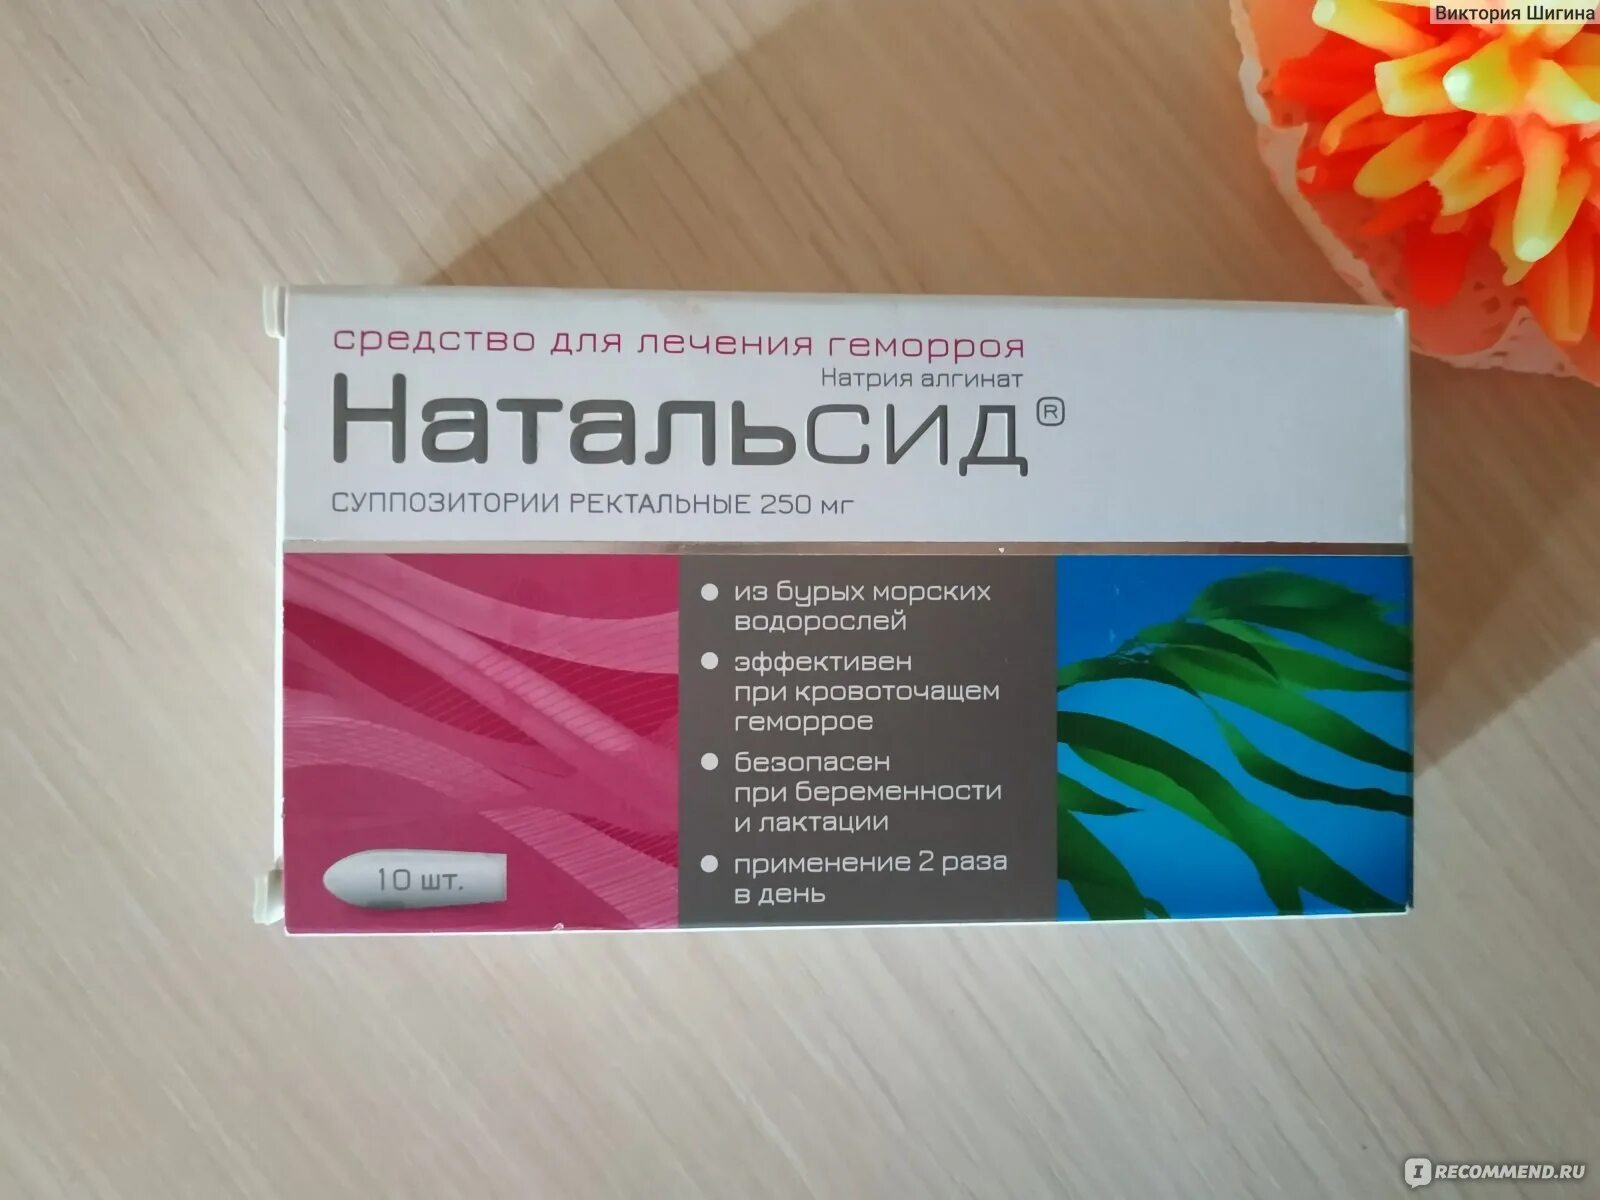 Виктория Шигина
средство для лечения геморроя
Натрия алгинат
Натальсид®
суппозитории ректальные 250 мг
• из бурых морских
водорослей
• эффективен
при кровоточащем
геморрое
• безопасен
при беременности
и лактации
• применение 2 раза
в день
10 шт.
IRECOMMEND.RU